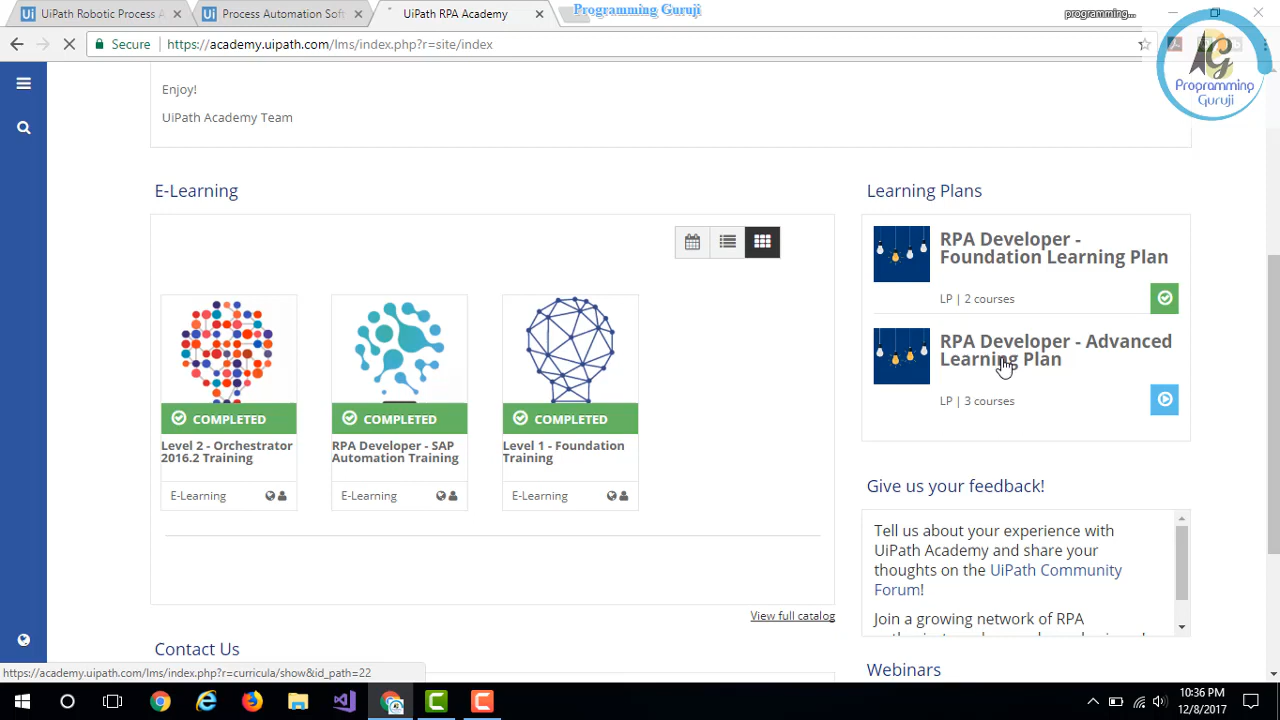 UiPath Robotic Process A
Process Automation Soft
UiPath RPA Academy
Programming Guruji
programming...
Secure
https://academy.uipath.com/lms/index.php?r=site/index
G
Programming
Guruji
Enjoy!
UiPath Academy Team
E-Learning
COMPLETED
Level 2 - Orchestrator
2016.2 Training
E-Learning
COMPLETED
RPA Developer - SAP
Automation Training
E-Learning
COMPLETED
Level 1 - Foundation
Training
E-Learning
View full catalog
Contact Us
Learning Plans
RPA Developer -
Foundation Learning Plan
LP | 2 courses
RPA Developer - Advanced
Learning Plan
LP | 3 courses
Give us your feedback!
Tell us about your experience with
UiPath Academy and share your
thoughts on the UiPath Community
Forum!
Join a growing network of RPA
Webinars
https://academy.uipath.com/lms/index.php?r=curricula/show&id_path=22
10:36 PM
12/8/2017